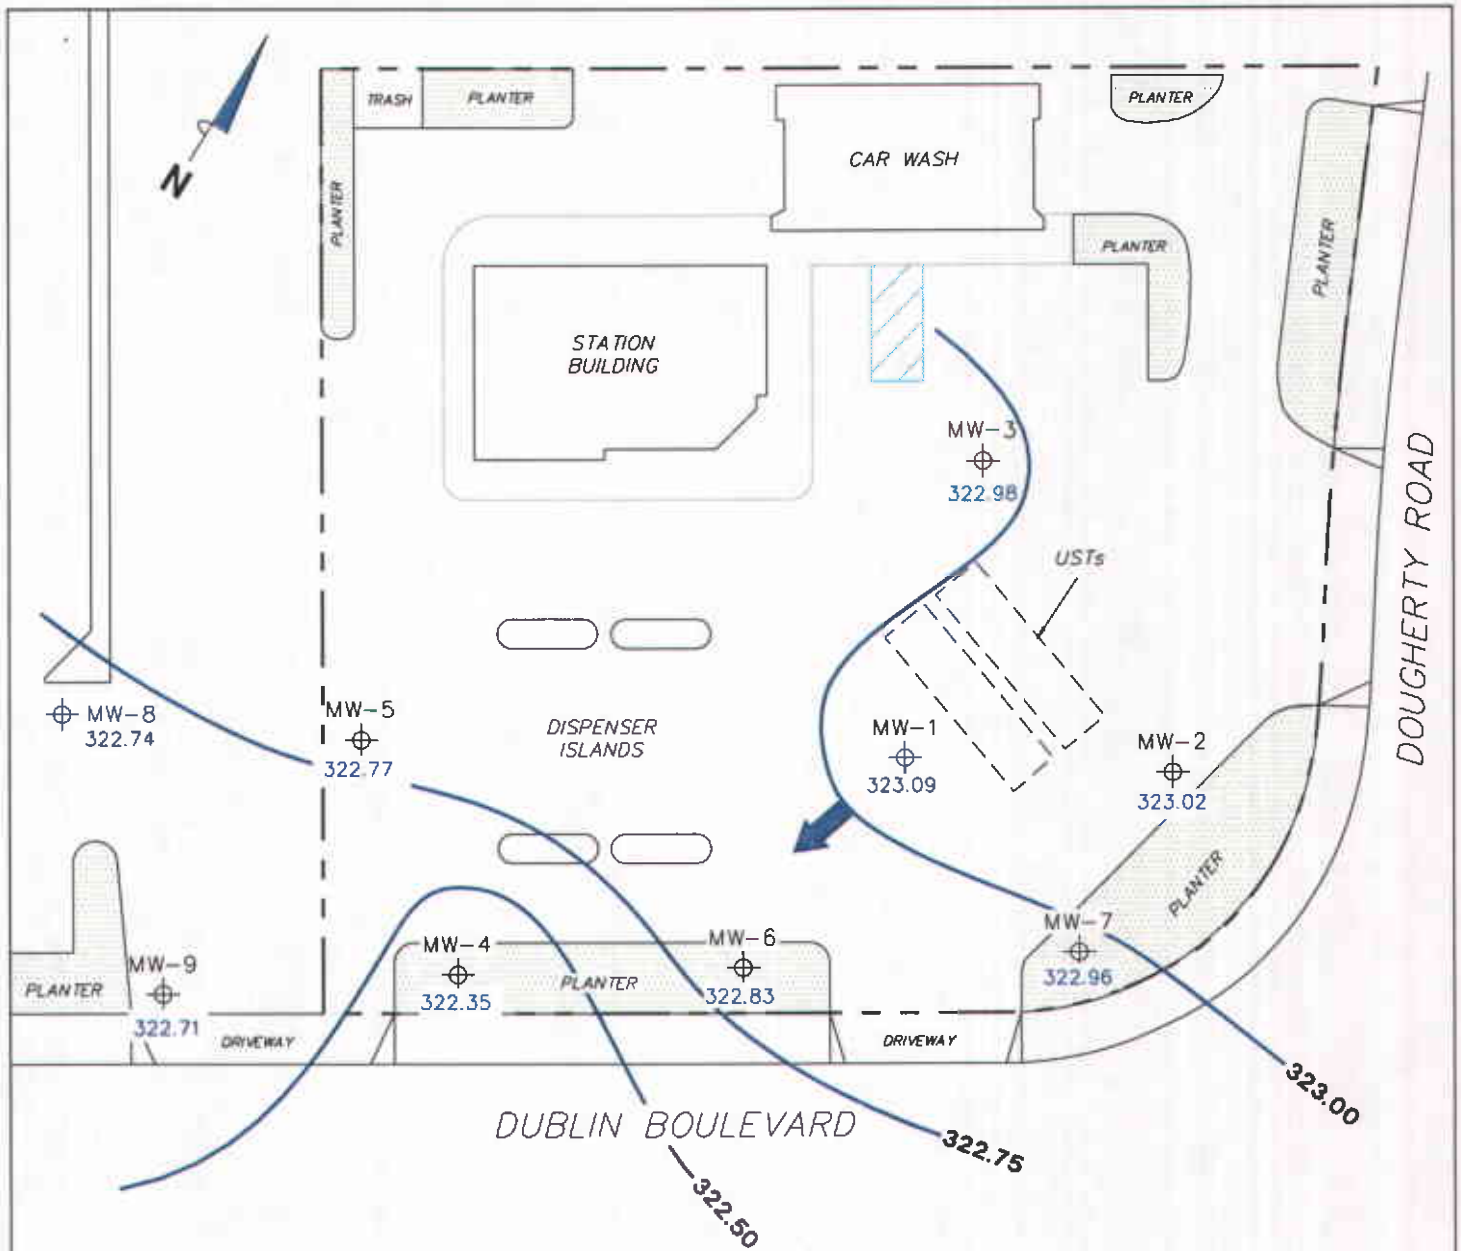 N
TRASH
PLANTER
PLANTER
PLANTER
CAR WASH
PLANTER
PLANTER
PLANTER
STATION
BUILDING
MW-3
322.98
USTs
DOUGHERTY ROAD
MW-8
322.74
MW-5
322.77
DISPENSER
ISLANDS
MW-1
323.09
MW-2
323.02
PLANTER
MW-7
322.96
MW-4
322.35
PLANTER
MW-6
322.83
PLANTER
MW-9
322.71
DRIVEWAY
DRIVEWAY
DUBLIN BOULEVARD
323.00
322.75
322.50